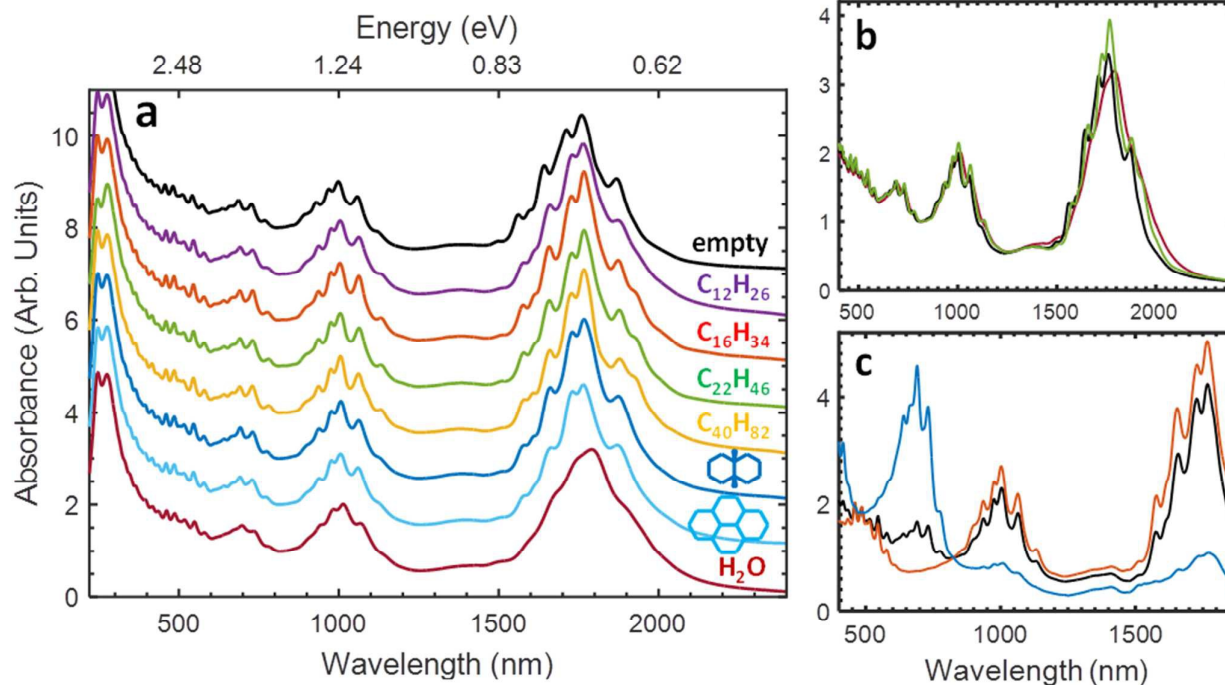 Energy (eV)
2.48 1.24 0.83 0.62
a
10
8
6
4
2
0
Absorbance (Arb. Units)
empty
C₁₂H₂₆
C₁₆H₃₄
C₂₂H₄₆
C₄₀H₈₂
H₂O
500 1000 1500 2000
Wavelength (nm)
b
4
3
2
1
0
500 1000 1500 2000
c
4
2
0
500 1000 1500
Wavelength (nm)